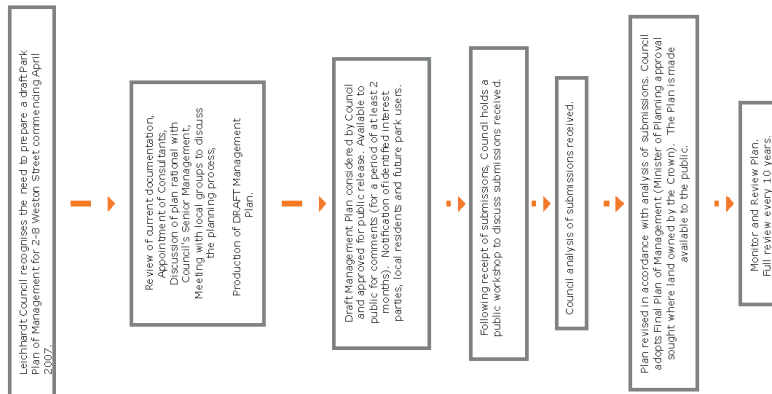 Leichhardt Council recognises the need to prepare a draft Park
Plan of Management for 2-8 Weston Street commencing April
2007.
Review of current documentation,
Appointment of Consultants,
Discussion of plan rational with
Council's Senior Management,
Meeting with local groups to discuss
the planning process,
Production of DRAFT Management
Plan.
Draft Management Plan considered by Council
and approved for public release. Available to
public for comments (for a period of at least 2
months). Notification of identified interest
parties, local residents and future park users.
Following receipt of submissions, Council holds a
public workshop to discuss submissions received.
Council analysis of submissions received.
Plan revised in accordance with analysis of submissions. Council
adopts Final Plan of Management (Minister of Planning approval
sought where land owned by the Crown). The Plan is made
available to the public.
Monitor and Review Plan.
Full review every 10 years.